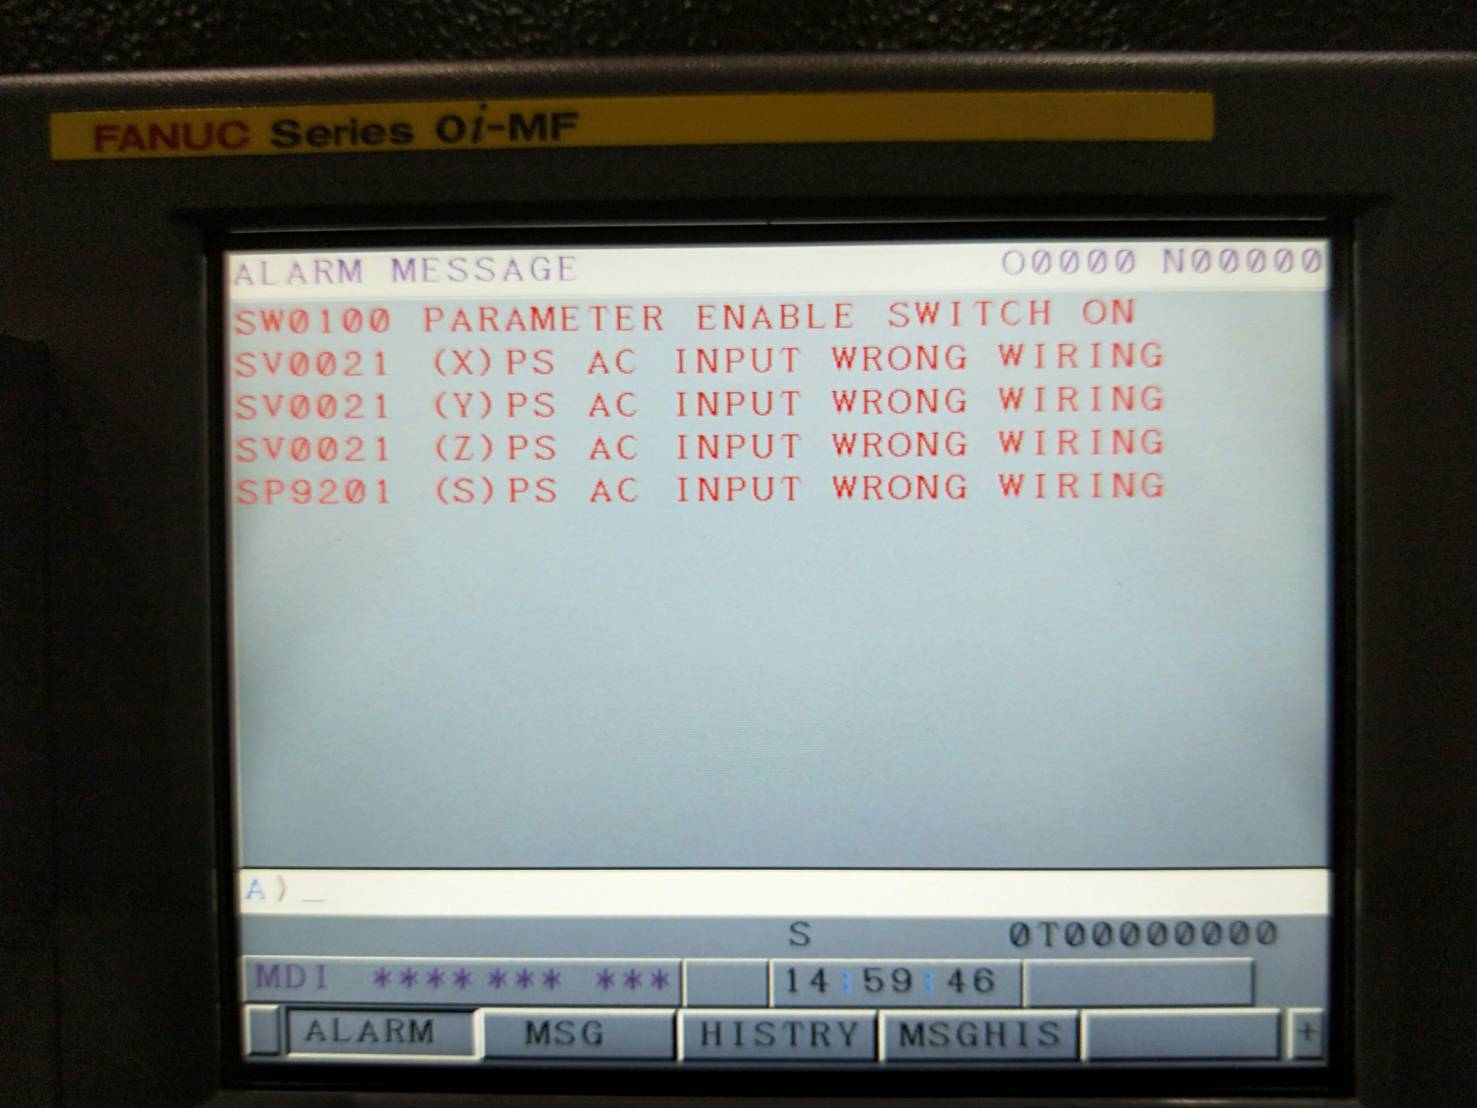 FANUC Series 0i-MF
ALARM MESSAGE O0000 N00000
SW0100 PARAMETER ENABLE SWITCH ON
SV0021 (X)PS AC INPUT WRONG WIRING
SV0021 (Y)PS AC INPUT WRONG WIRING
SV0021 (Z)PS AC INPUT WRONG WIRING
SP9201 (S)PS AC INPUT WRONG WIRING
A)_
S 0T00000000
MDI **** *** *** 14:59:46
ALARM MSG HISTRY MSGHIS +